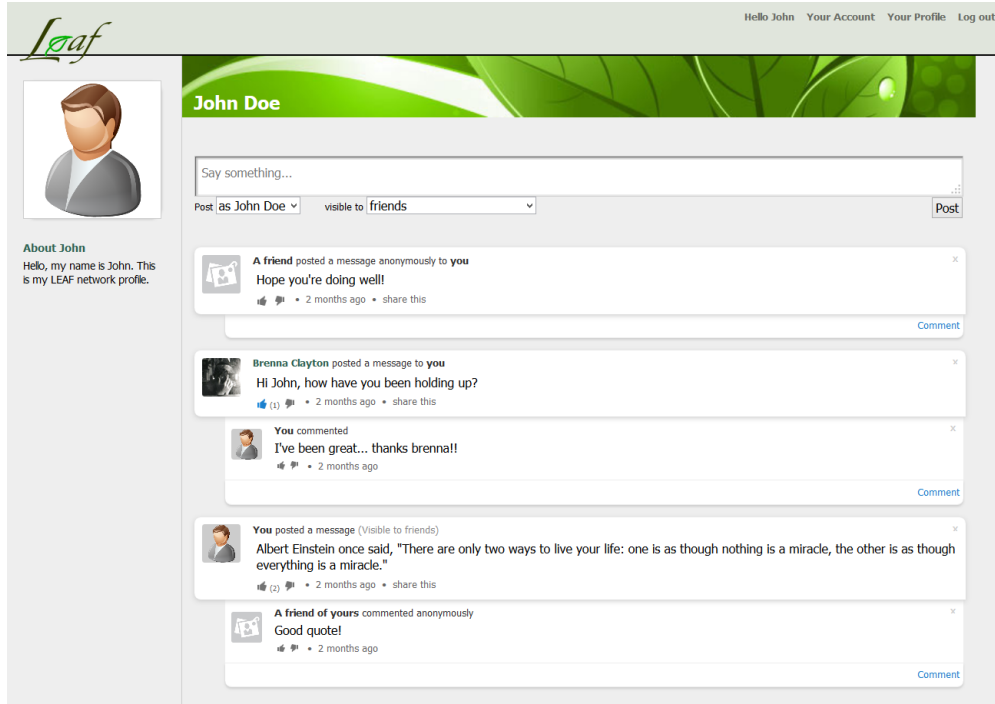 Hello John Your Account Your Profile Log out
Leaf
John Doe
Say something...
Post as John Doe visible to friends Post
About John
Hello, my name is John. This
is my LEAF network profile.
A friend posted a message anonymously to you x
Hope you're doing well!
• 2 months ago • share this
Comment
Brenna Clayton posted a message to you x
Hi John, how have you been holding up?
(1) • 2 months ago • share this
You commented x
I've been great... thanks brenna!!
• 2 months ago
Comment
You posted a message (Visible to friends) x
Albert Einstein once said, "There are only two ways to live your life: one is as though nothing is a miracle, the other is as though
everything is a miracle."
(2) • 2 months ago • share this
A friend of yours commented anonymously x
Good quote!
• 2 months ago
Comment